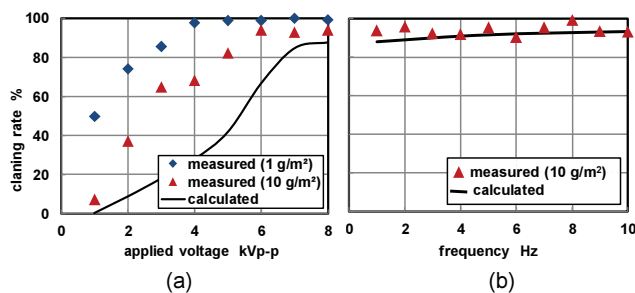 100
80
60
40
20
0
claning rate %
measured (1 g/m²)
measured (10 g/m²)
calculated
0 2 4 6 8
applied voltage kVp-p
(a)
measured (10 g/m²)
calculated
0 2 4 6 8 10
frequency Hz
(b)